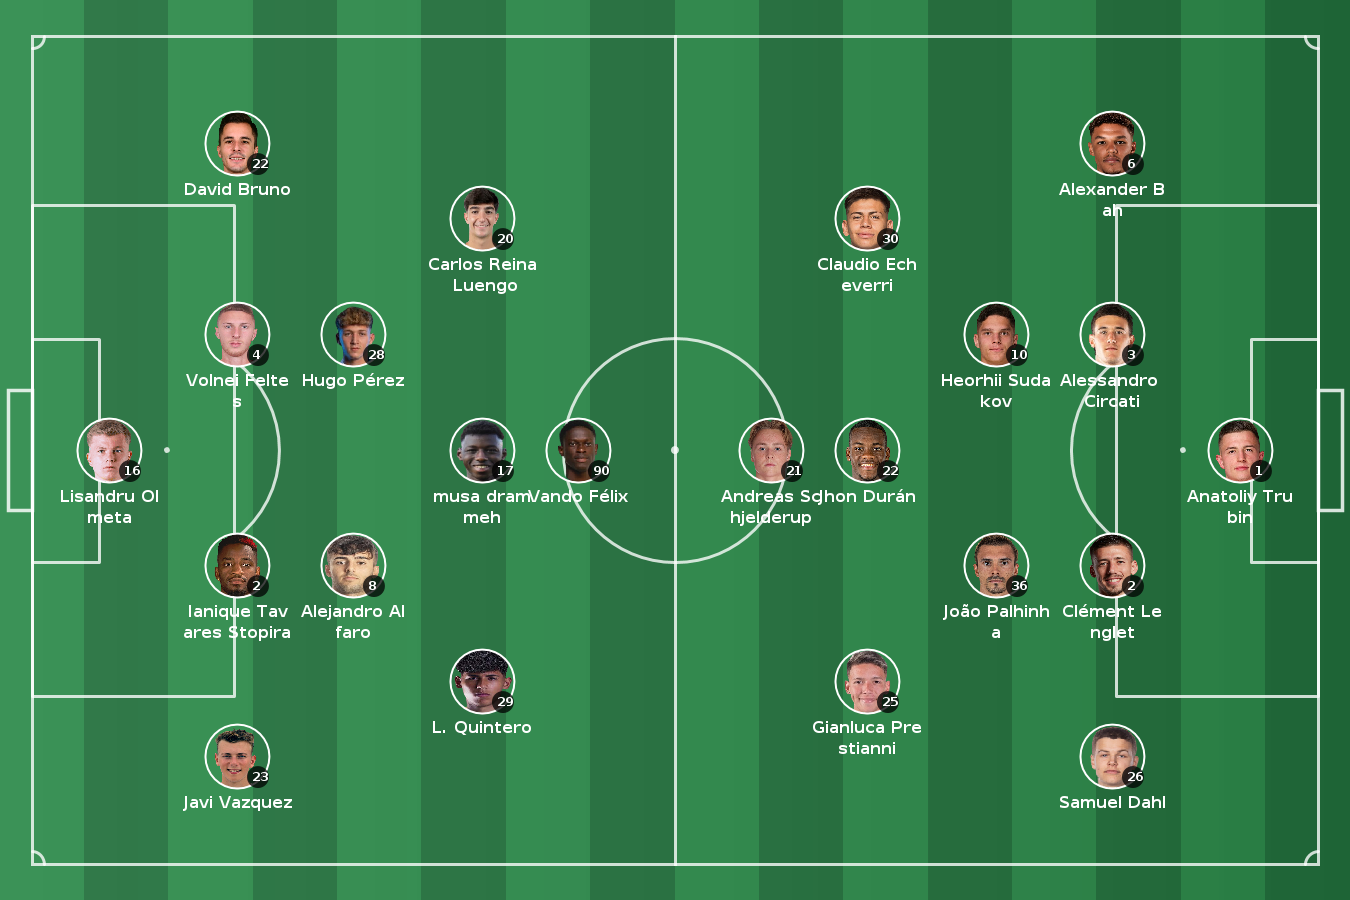 22
David Bruno
6
Alexander B
ah
20
Carlos Reina
Luengo
30
Claudio Ech
everri
4
Volnei Felte
s
28
Hugo Pérez
10
Heorhii Suda
kov
3
Alessandro
Circati
16
Lisandru Ol
meta
17
musa dram
meh
90
Vando Félix
21
Andreas Sc
hjelderup
22
Jhon Durán
1
Anatoliy Tru
bin
2
Ianique Tav
ares Stopira
8
Alejandro Al
faro
36
João Palhinh
a
2
Clément Le
nglet
29
L. Quintero
25
Gianluca Pre
stianni
23
Javi Vazquez
26
Samuel Dahl